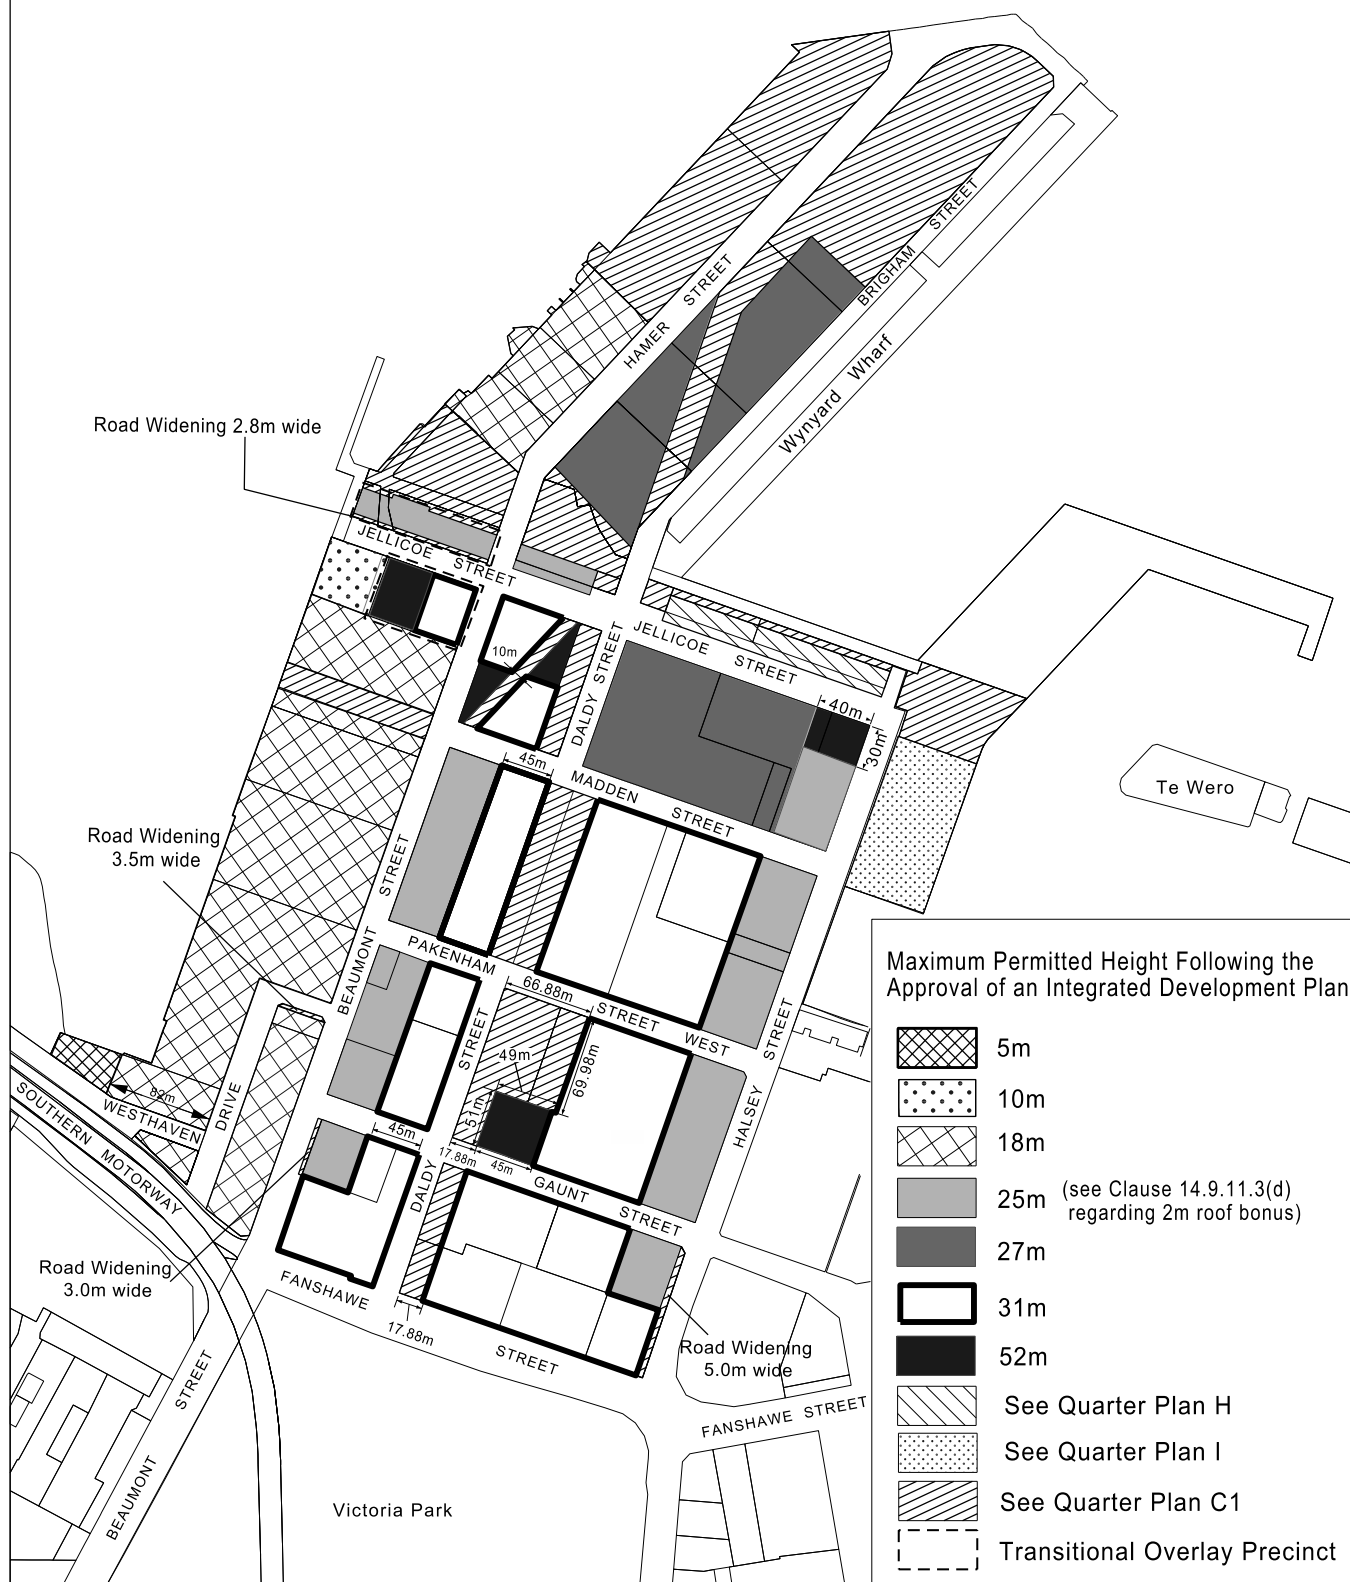 BRIGHAM STREET
HAMER STREET
Wynyard Wharf
Road Widening 2.8m wide
JELLICOE STREET
JELLICOE STREET
10m
DALDY STREET
40m
30m
45m
MADDEN STREET
Te Wero
Road Widening
3.5m wide
BEAUMONT STREET
PAKENHAM STREET WEST
66.88m
69.98m
49m
51m
17.88m
45m
45m
DALDY STREET
HALSEY STREET
GAUNT STREET
82m
WESTHAVEN DRIVE
SOUTHERN MOTORWAY
Road Widening
3.0m wide
FANSHAWE STREET
17.88m
Road Widening
5.0m wide
FANSHAWE STREET
BEAUMONT STREET
Victoria Park
Maximum Permitted Height Following the
Approval of an Integrated Development Plan
5m
10m
18m
25m (see Clause 14.9.11.3(d)
regarding 2m roof bonus)
27m
31m
52m
See Quarter Plan H
See Quarter Plan I
See Quarter Plan C1
Transitional Overlay Precinct